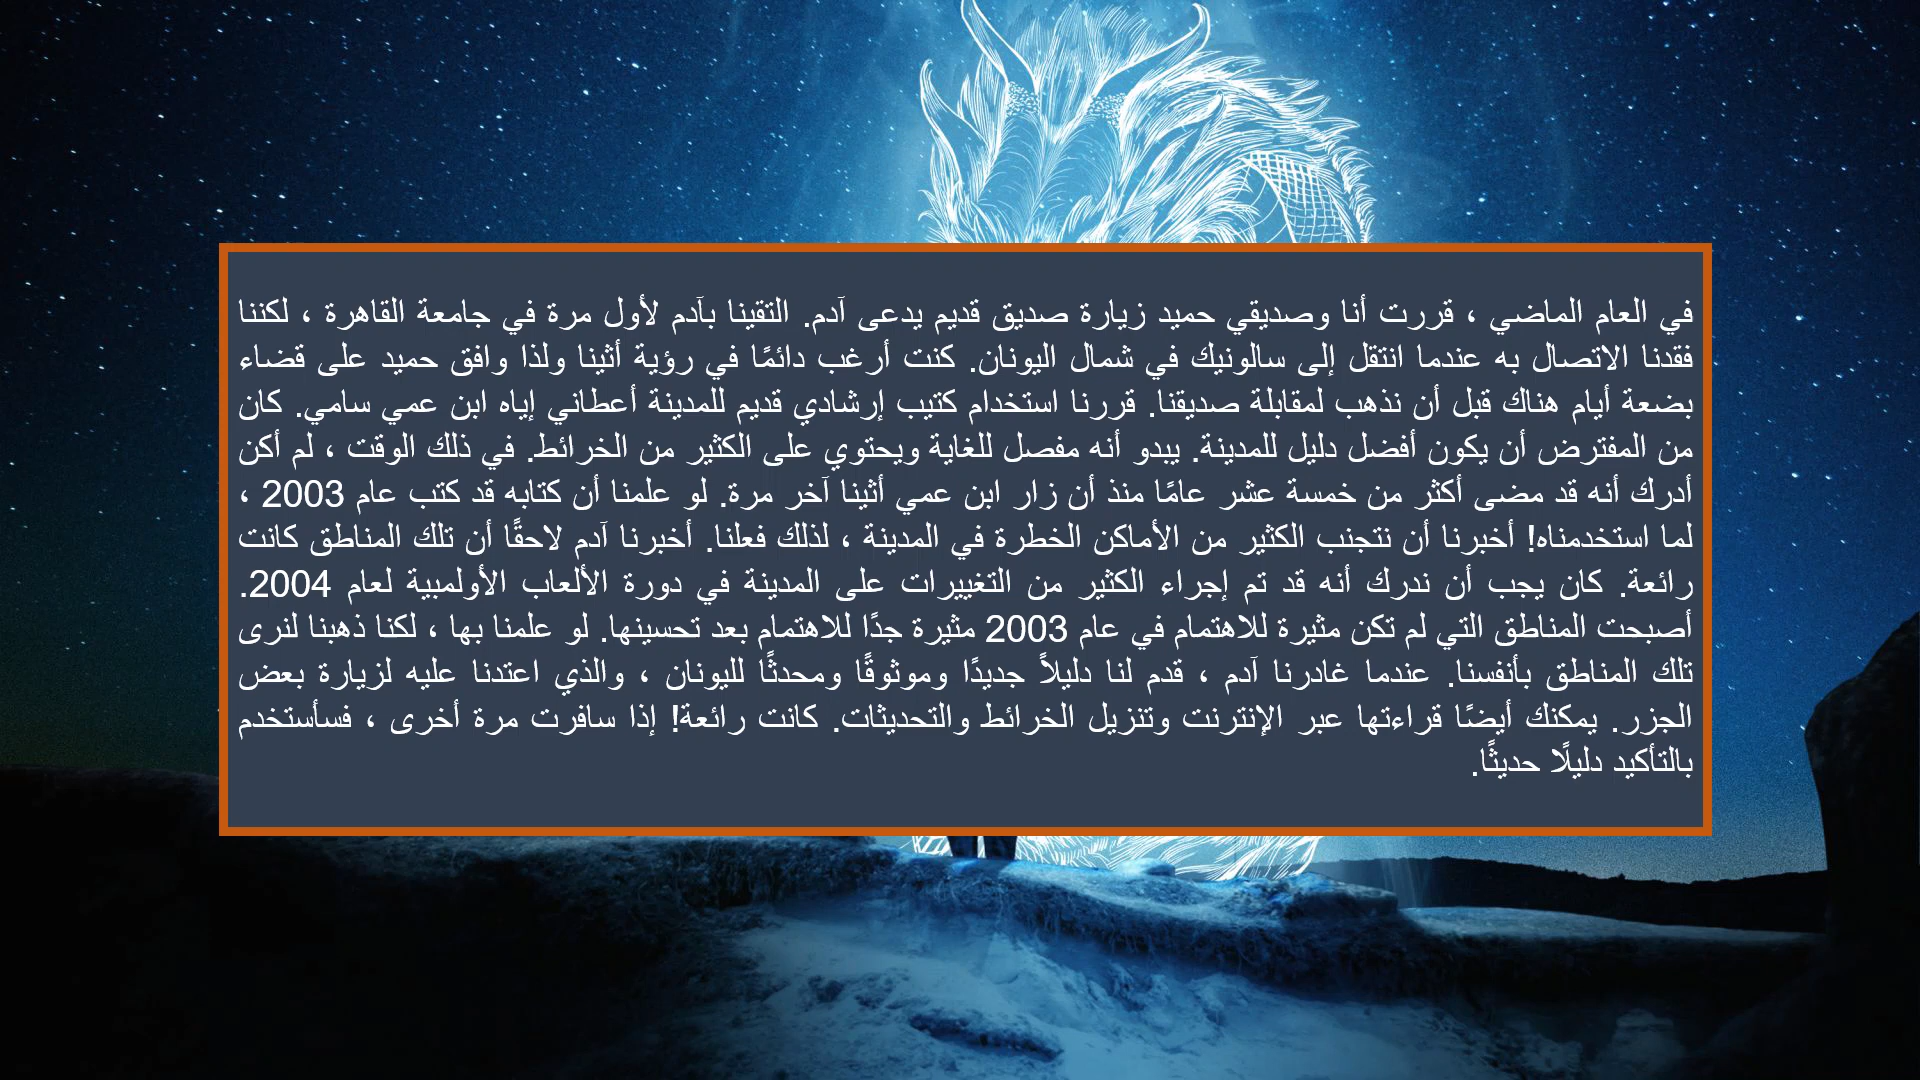 في العام الماضي ، قررت أنا وصديقي حميد زيارة صديق قديم يدعى آدم. التقينا بآدم لأول مرة في جامعة القاهرة ، لكننا
فقدنا الاتصال به عندما انتقل إلى سالونيك في شمال اليونان. كنت أرغب دائمًا في رؤية أثينا ولذا وافق حميد على قضاء
بضعة أيام هناك قبل أن نذهب لمقابلة صديقنا. قررنا استخدام كتيب إرشادي قديم للمدينة أعطاني إياه ابن عمي سامي. كان
من المفترض أن يكون أفضل دليل للمدينة. يبدو أنه مفصل للغاية ويحتوي على الكثير من الخرائط. في ذلك الوقت ، لم أكن
أدرك أنه قد مضى أكثر من خمسة عشر عامًا منذ أن زار ابن عمي أثينا آخر مرة. لو علمنا أن كتابه قد كتب عام 2003 ،
لما استخدمناه! أخبرنا أن نتجنب الكثير من الأماكن الخطرة في المدينة ، لذلك فعلنا. أخبرنا آدم لاحقًا أن تلك المناطق كانت
رائعة. كان يجب أن ندرك أنه قد تم إجراء الكثير من التغييرات على المدينة في دورة الألعاب الأولمبية لعام 2004.
أصبحت المناطق التي لم تكن مثيرة للاهتمام في عام 2003 مثيرة جدًا للاهتمام بعد تحسينها. لو علمنا بها ، لكنا ذهبنا لنرى
تلك المناطق بأنفسنا. عندما غادرنا آدم ، قدم لنا دليلاً جديدًا وموثوقًا ومحدثًا لليونان ، والذي اعتدنا عليه لزيارة بعض
الجزر. يمكنك أيضًا قراءتها عبر الإنترنت وتنزيل الخرائط والتحديثات. كانت رائعة! إذا سافرت مرة أخرى ، فسأستخدم
بالتأكيد دليلًا حديثًا.